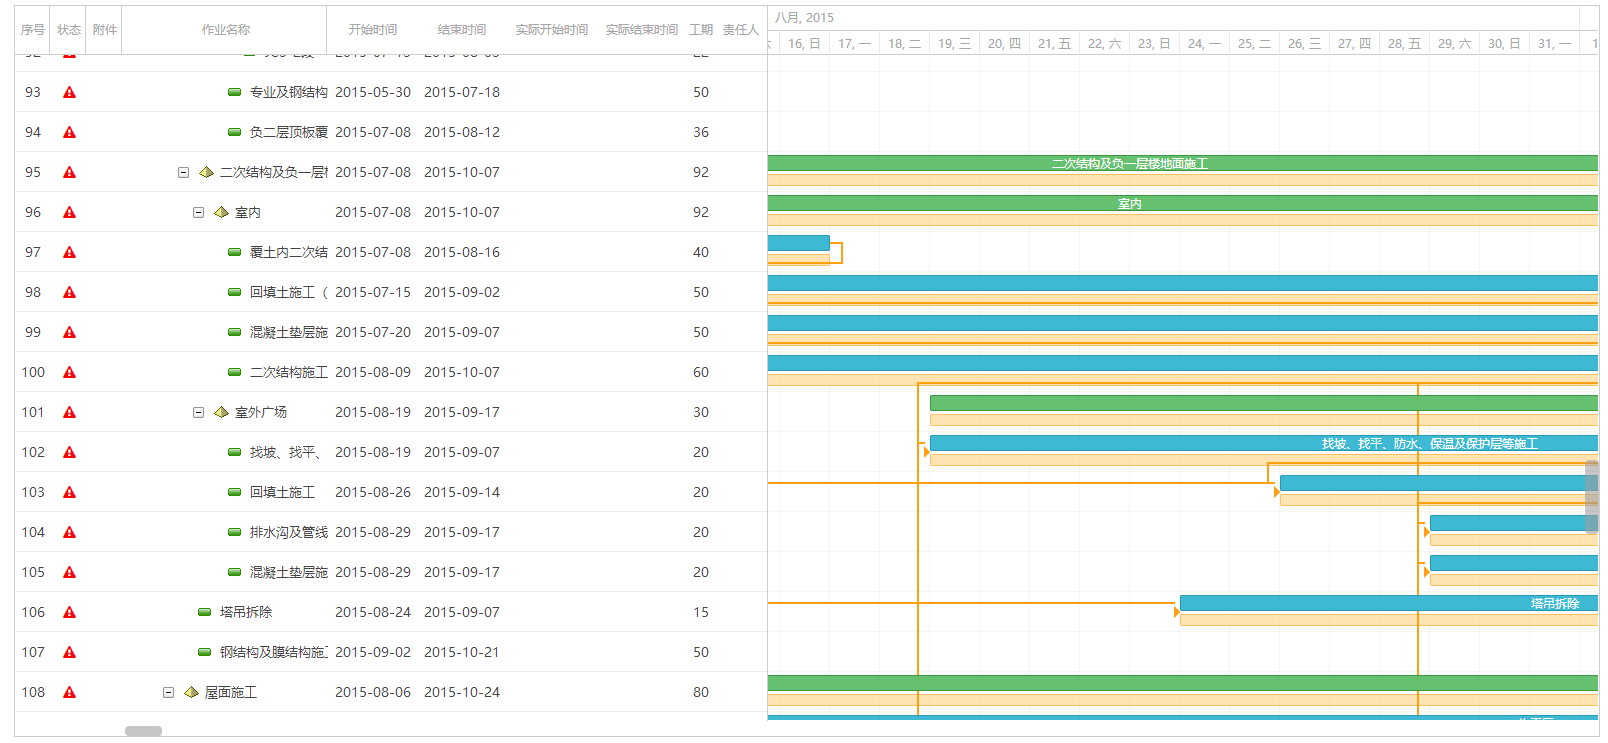 八月, 2015
序号 状态 附件 作业名称 开始时间 结束时间 实际开始时间 实际结束时间 工期 责任人
16, 日 17, 一 18, 二 19, 三 20, 四 21, 五 22, 六 23, 日 24, 一 25, 二 26, 三 27, 四 28, 五 29, 六 30, 日 31, 一
93 专业及钢结构 2015-05-30 2015-07-18 50
94 负二层顶板覆 2015-07-08 2015-08-12 36
95 二次结构及负一层楼 2015-07-08 2015-10-07 92
二次结构及负一层楼地面施工
96 室内 2015-07-08 2015-10-07 92
室内
97 覆土内二次结 2015-07-08 2015-08-16 40
98 回填土施工（ 2015-07-15 2015-09-02 50
99 混凝土垫层施 2015-07-20 2015-09-07 50
100 二次结构施工 2015-08-09 2015-10-07 60
101 室外广场 2015-08-19 2015-09-17 30
102 找坡、找平、 2015-08-19 2015-09-07 20
找坡、找平、防水、保温及保护层等施工
103 回填土施工 2015-08-26 2015-09-14 20
104 排水沟及管线 2015-08-29 2015-09-17 20
105 混凝土垫层施 2015-08-29 2015-09-17 20
106 塔吊拆除 2015-08-24 2015-09-07 15
塔吊拆除
107 钢结构及膜结构施工 2015-09-02 2015-10-21 50
108 屋面施工 2015-08-06 2015-10-24 80